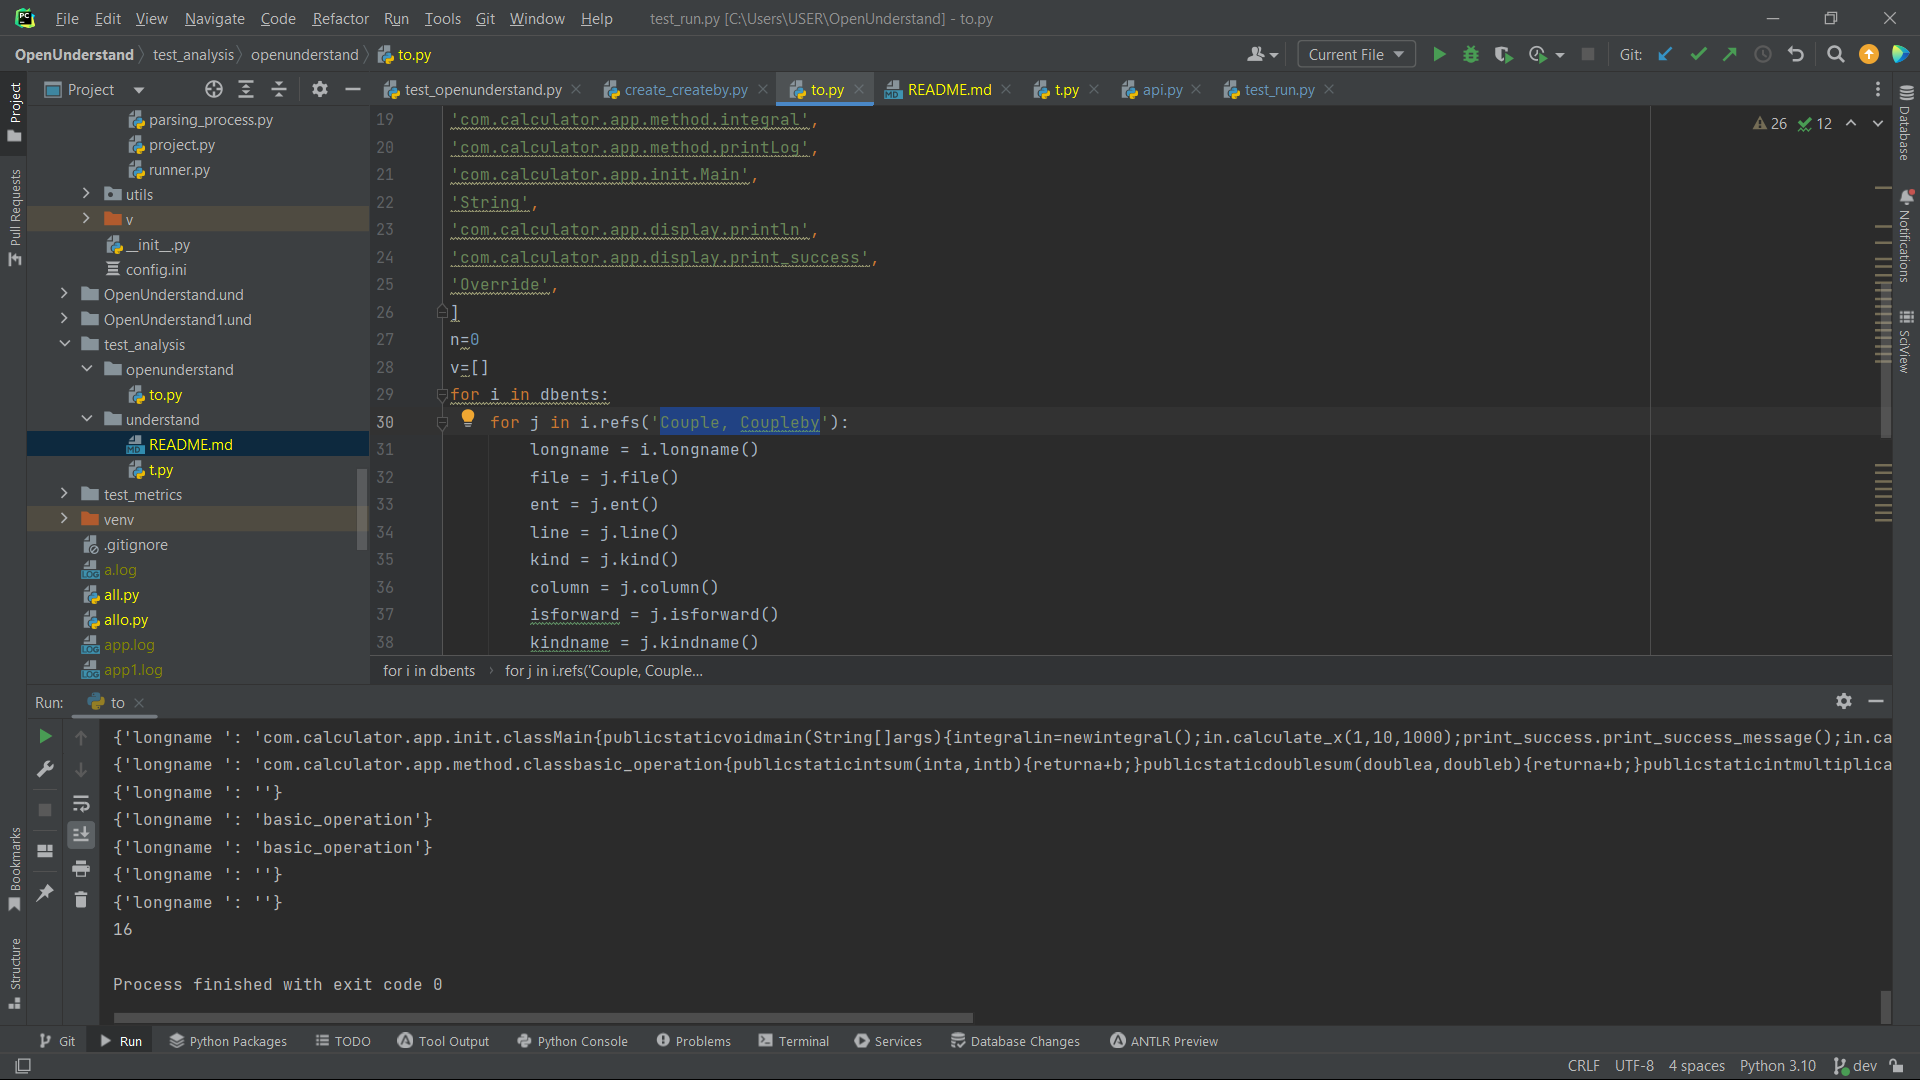 File Edit View Navigate Code Refactor Run Tools Git Window Help test_run.py [C:\Users\USER\OpenUnderstand] - to.py
OpenUnderstand test_analysis openunderstand to.py Current File Git:
Project
test_openunderstand.py create_createby.py to.py README.md t.py api.py test_run.py
Project
Pull Requests
Bookmarks
Structure
parsing_process.py
project.py
runner.py
utils
v
__init__.py
config.ini
OpenUnderstand.und
OpenUnderstand1.und
test_analysis
openunderstand
to.py
understand
README.md
t.py
test_metrics
venv
.gitignore
a.log
all.py
allo.py
app.log
app1.log
26 12
19 'com.calculator.app.method.integral',
20 'com.calculator.app.method.printLog',
21 'com.calculator.app.init.Main',
22 'String',
23 'com.calculator.app.display.println',
24 'com.calculator.app.display.print_success',
25 'Override',
26 ]
27 n=0
28 v=[]
29 for i in dbents:
30 for j in i.refs('Couple, Coupleby'):
31 longname = i.longname()
32 file = j.file()
33 ent = j.ent()
34 line = j.line()
35 kind = j.kind()
36 column = j.column()
37 isforward = j.isforward()
38 kindname = j.kindname()
for i in dbents for j in i.refs('Couple, Couple...
Database
Notifications
SciView
Run: to
{'longname ': 'com.calculator.app.init.classMain{publicstaticvoidmain(String[]args){integralin=newintegral();in.calculate_x(1,10,1000);print_success.print_success_message();in.ca
{'longname ': 'com.calculator.app.method.classbasic_operation{publicstaticintsum(inta,intb){returna+b;}publicstaticdoublesum(doublea,doubleb){returna+b;}publicstaticintmultiplica
{'longname ': ''}
{'longname ': 'basic_operation'}
{'longname ': 'basic_operation'}
{'longname ': ''}
{'longname ': ''}
16
Process finished with exit code 0
Git Run Python Packages TODO Tool Output Python Console Problems Terminal Services Database Changes ANTLR Preview
CRLF UTF-8 4 spaces Python 3.10 dev